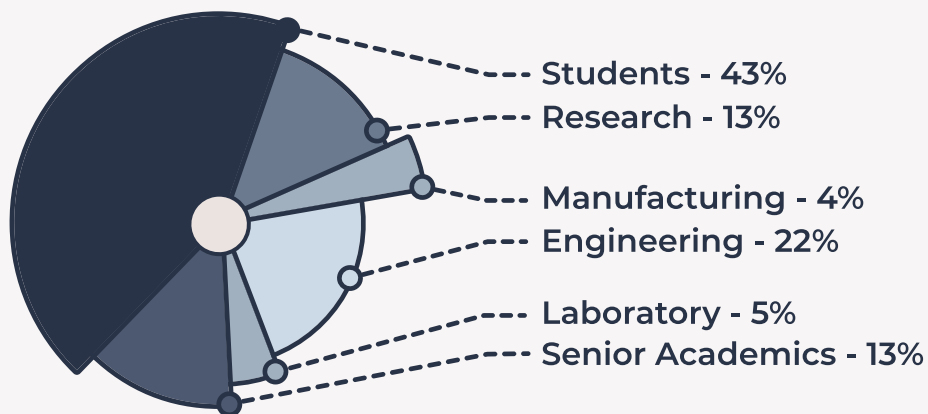 Students - 43%
Research - 13%
Manufacturing - 4%
Engineering - 22%
Laboratory - 5%
Senior Academics - 13%